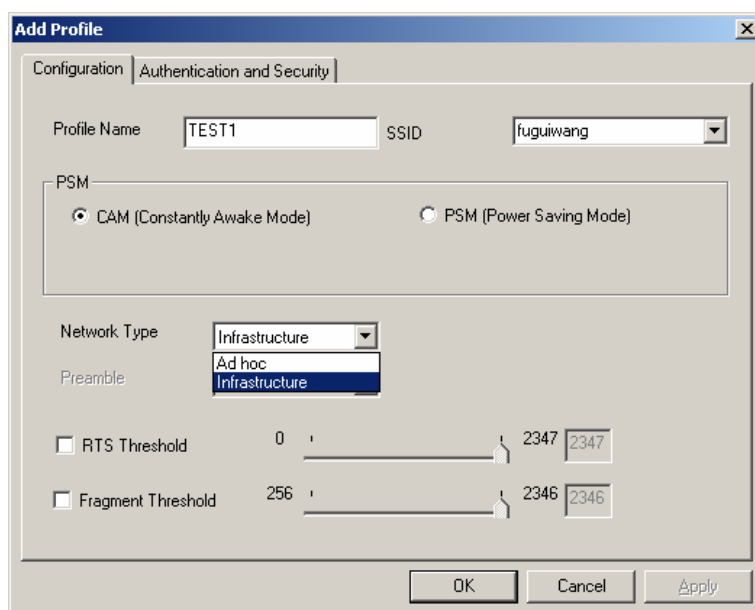 Add Profile
Configuration
Authentication and Security
Profile Name
TEST1
SSID
fuguiwang
PSM
CAM (Constantly Awake Mode)
PSM (Power Saving Mode)
Network Type
Infrastructure
Ad hoc
Infrastructure
Preamble
RTS Threshold
0
2347
2347
Fragment Threshold
256
2346
2346
OK
Cancel
Apply